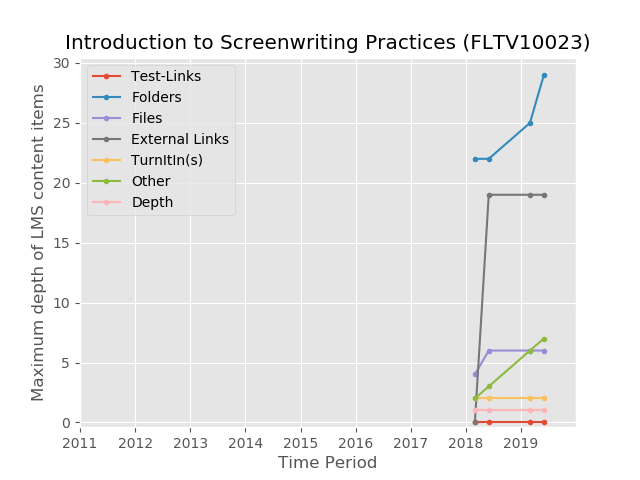 Introduction to Screenwriting Practices (FLTV10023)
Maximum depth of LMS content items
30
25
20
15
10
5
0
Test-Links
Folders
Files
External Links
TurnItIn(s)
Other
Depth
2011 2012 2013 2014 2015 2016 2017 2018 2019
Time Period